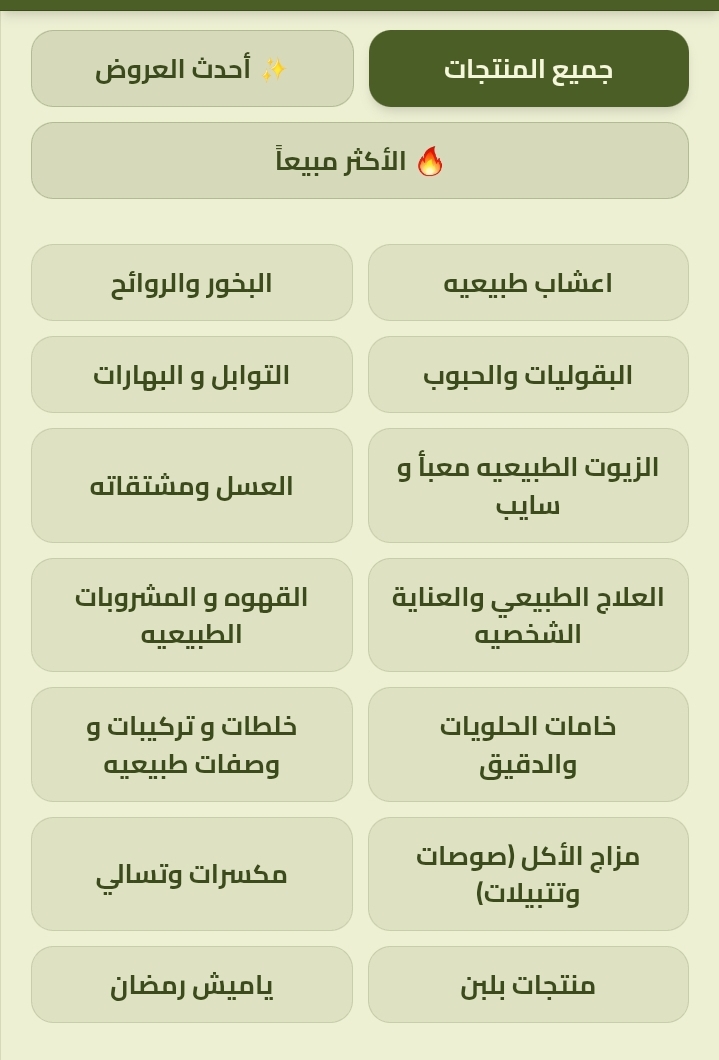 جميع المنتجات
✨ أحدث العروض
🔥 الأكثر مبيعاً
اعشاب طبيعيه
البخور والروائح
البقوليات والحبوب
التوابل و البهارات
الزيوت الطبيعيه معبأ و
سايب
العسل ومشتقاته
العلاج الطبيعي والعناية
الشخصيه
القهوه و المشروبات
الطبيعيه
خامات الحلويات
والدقيق
خلطات و تركيبات و
وصفات طبيعيه
مزاج الأكل (صوصات
وتتبيلات)
مكسرات وتسالي
منتجات بلبن
ياميش رمضان